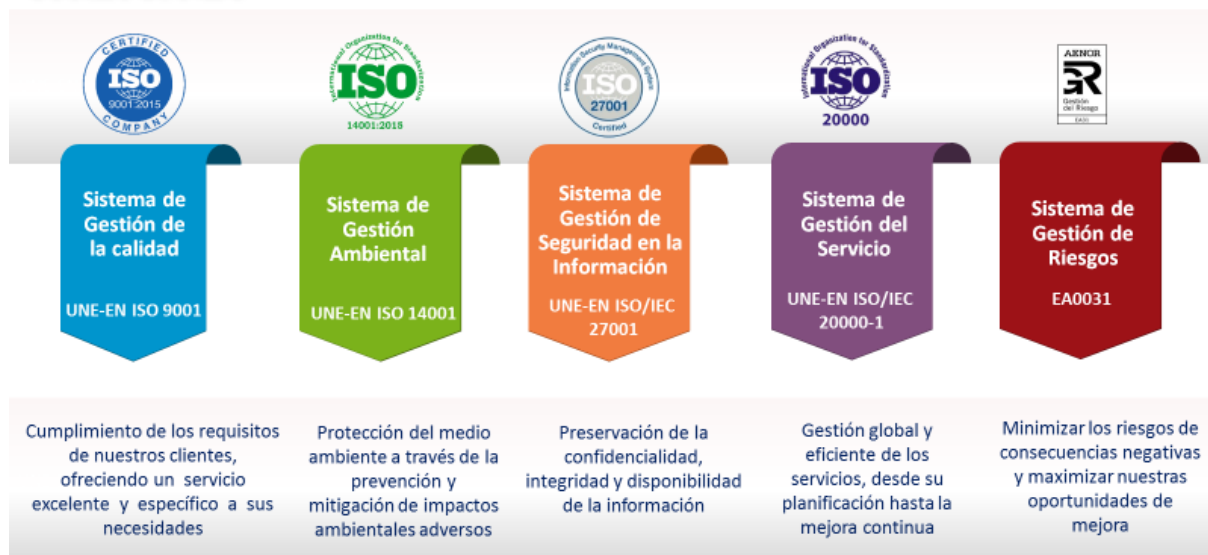 CERTIFIED
ISO
9001:2015
COMPANY
International Organization for Standardization
ISO
14001:2015
Information Security Management System
ISO
27001
Certified
International Organization for Standardization
ISO
20000
AENOR
GR
Gestión
del Riesgo
EA31
Sistema de
Gestión de
la calidad
UNE-EN ISO 9001
Sistema de
Gestión
Ambiental
UNE-EN ISO 14001
Sistema de
Gestión de
Seguridad en la
Información
UNE-EN ISO/IEC
27001
Sistema de
Gestión del
Servicio
UNE-EN ISO/IEC
20000-1
Sistema de
Gestión de
Riesgos
EA0031
Cumplimiento de los requisitos
de nuestros clientes,
ofreciendo un servicio
excelente y específico a sus
necesidades
Protección del medio
ambiente a través de la
prevención y
mitigación de impactos
ambientales adversos
Preservación de la
confidencialidad,
integridad y disponibilidad
de la información
Gestión global y
eficiente de los
servicios, desde su
planificación hasta la
mejora continua
Minimizar los riesgos de
consecuencias negativas
y maximizar nuestras
oportunidades de
mejora